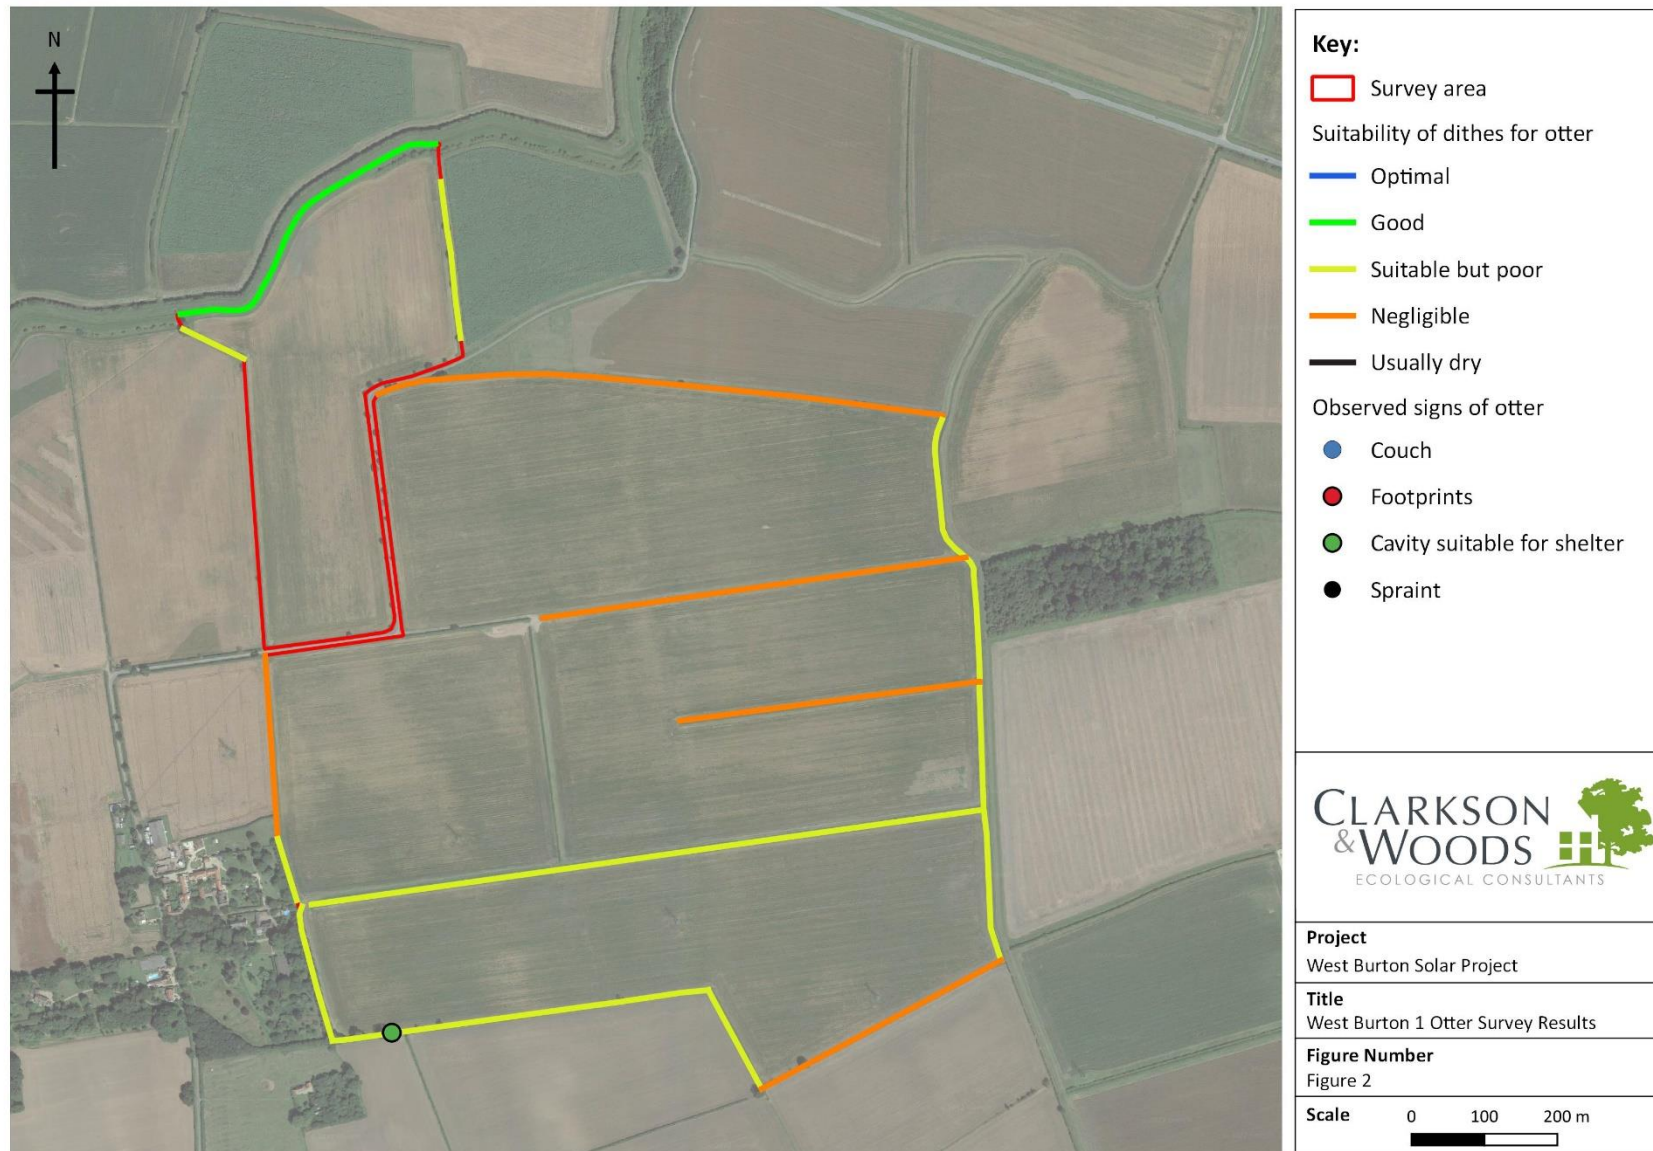 N
Key:
Survey area
Suitability of dithes for otter
Optimal
Good
Suitable but poor
Negligible
Usually dry
Observed signs of otter
Couch
Footprints
Cavity suitable for shelter
Spraint
CLARKSON
& WOODS
ECOLOGICAL CONSULTANTS
Project
West Burton Solar Project
Title
West Burton 1 Otter Survey Results
Figure Number
Figure 2
Scale 0 100 200 m